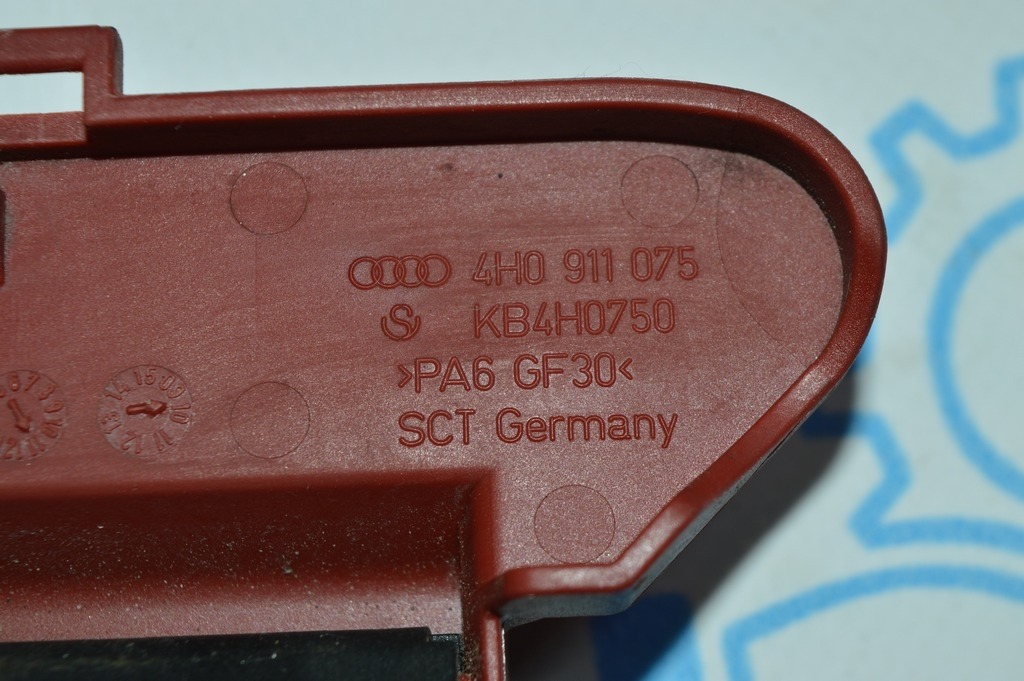 4H0 911 075
KB4H0750
>PA6 GF30<
SCT Germany